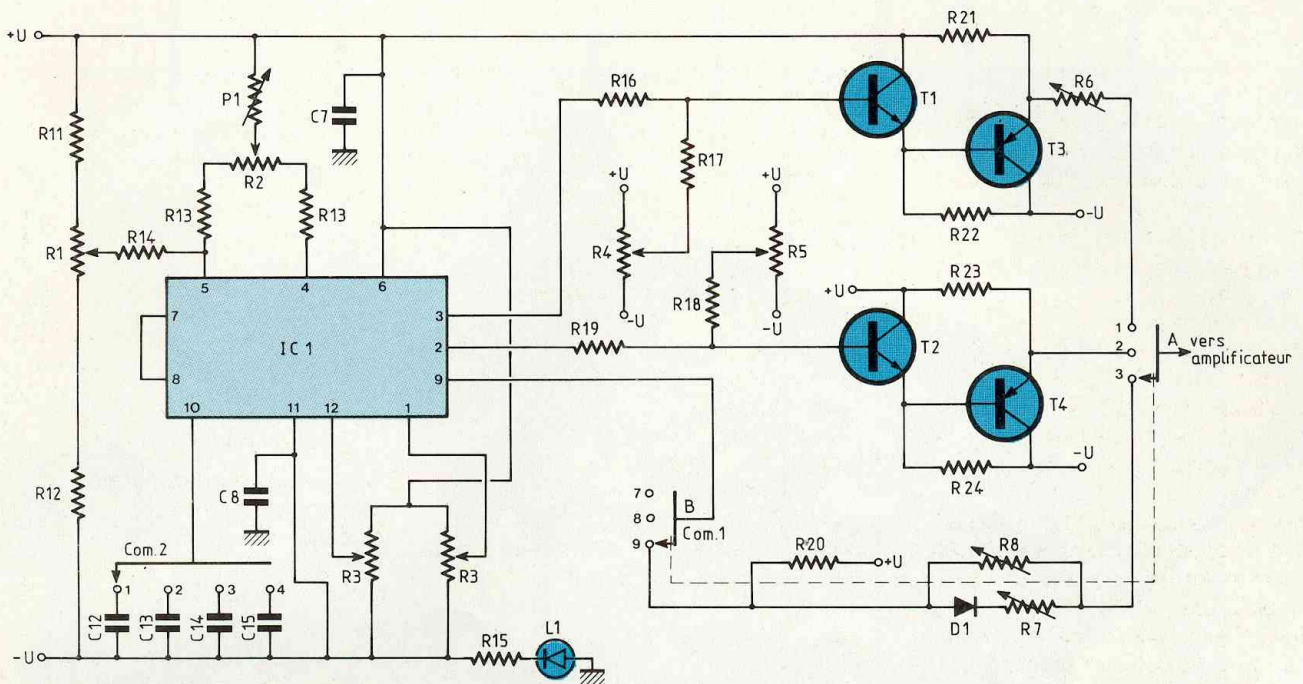 +U
R21
P1
R16
R6
C7
T1
R11
R17
T3
R2
+U
+U
-U
R13
R13
R22
R14
R4
R5
R1
R23
5 4 6
R18
+U
7
3
-U
-U
1
R19
T2
A vers
IC 1
2
2
amplificateur
8
9
3
T4
10 11 12 1
-U
R12
C8
R24
7
B
8
Com.1
Com.2
9
R20
R8
R3
R3
+U
1 2 3 4
C12
C13
C14
C15
D1
R7
L1
R15
-U